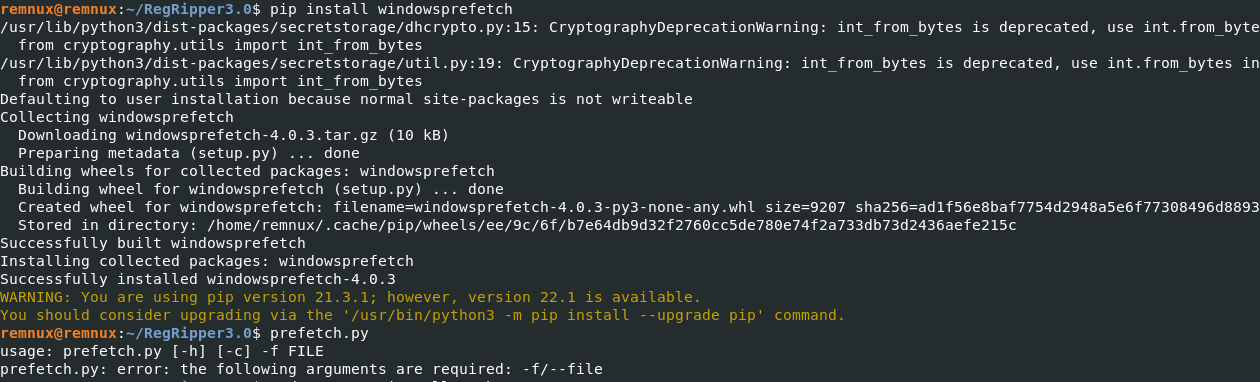 remnux@remnux:~/RegRipper3.0$ pip install windowsprefetch
/usr/lib/python3/dist-packages/secretstorage/dhcrypto.py:15: CryptographyDeprecationWarning: int_from_bytes is deprecated, use int.from_byte
  from cryptography.utils import int_from_bytes
/usr/lib/python3/dist-packages/secretstorage/util.py:19: CryptographyDeprecationWarning: int_from_bytes is deprecated, use int.from_bytes in
  from cryptography.utils import int_from_bytes
Defaulting to user installation because normal site-packages is not writeable
Collecting windowsprefetch
  Downloading windowsprefetch-4.0.3.tar.gz (10 kB)
  Preparing metadata (setup.py) ... done
Building wheels for collected packages: windowsprefetch
  Building wheel for windowsprefetch (setup.py) ... done
  Created wheel for windowsprefetch: filename=windowsprefetch-4.0.3-py3-none-any.whl size=9207 sha256=ad1f56e8baf7754d2948a5e6f77308496d8893
  Stored in directory: /home/remnux/.cache/pip/wheels/ee/9c/6f/b7e64db9d32f2760cc5de780e74f2a733db73d2436aefe215c
Successfully built windowsprefetch
Installing collected packages: windowsprefetch
Successfully installed windowsprefetch-4.0.3
WARNING: You are using pip version 21.3.1; however, version 22.1 is available.
You should consider upgrading via the '/usr/bin/python3 -m pip install --upgrade pip' command.
remnux@remnux:~/RegRipper3.0$ prefetch.py
usage: prefetch.py [-h] [-c] -f FILE
prefetch.py: error: the following arguments are required: -f/--file